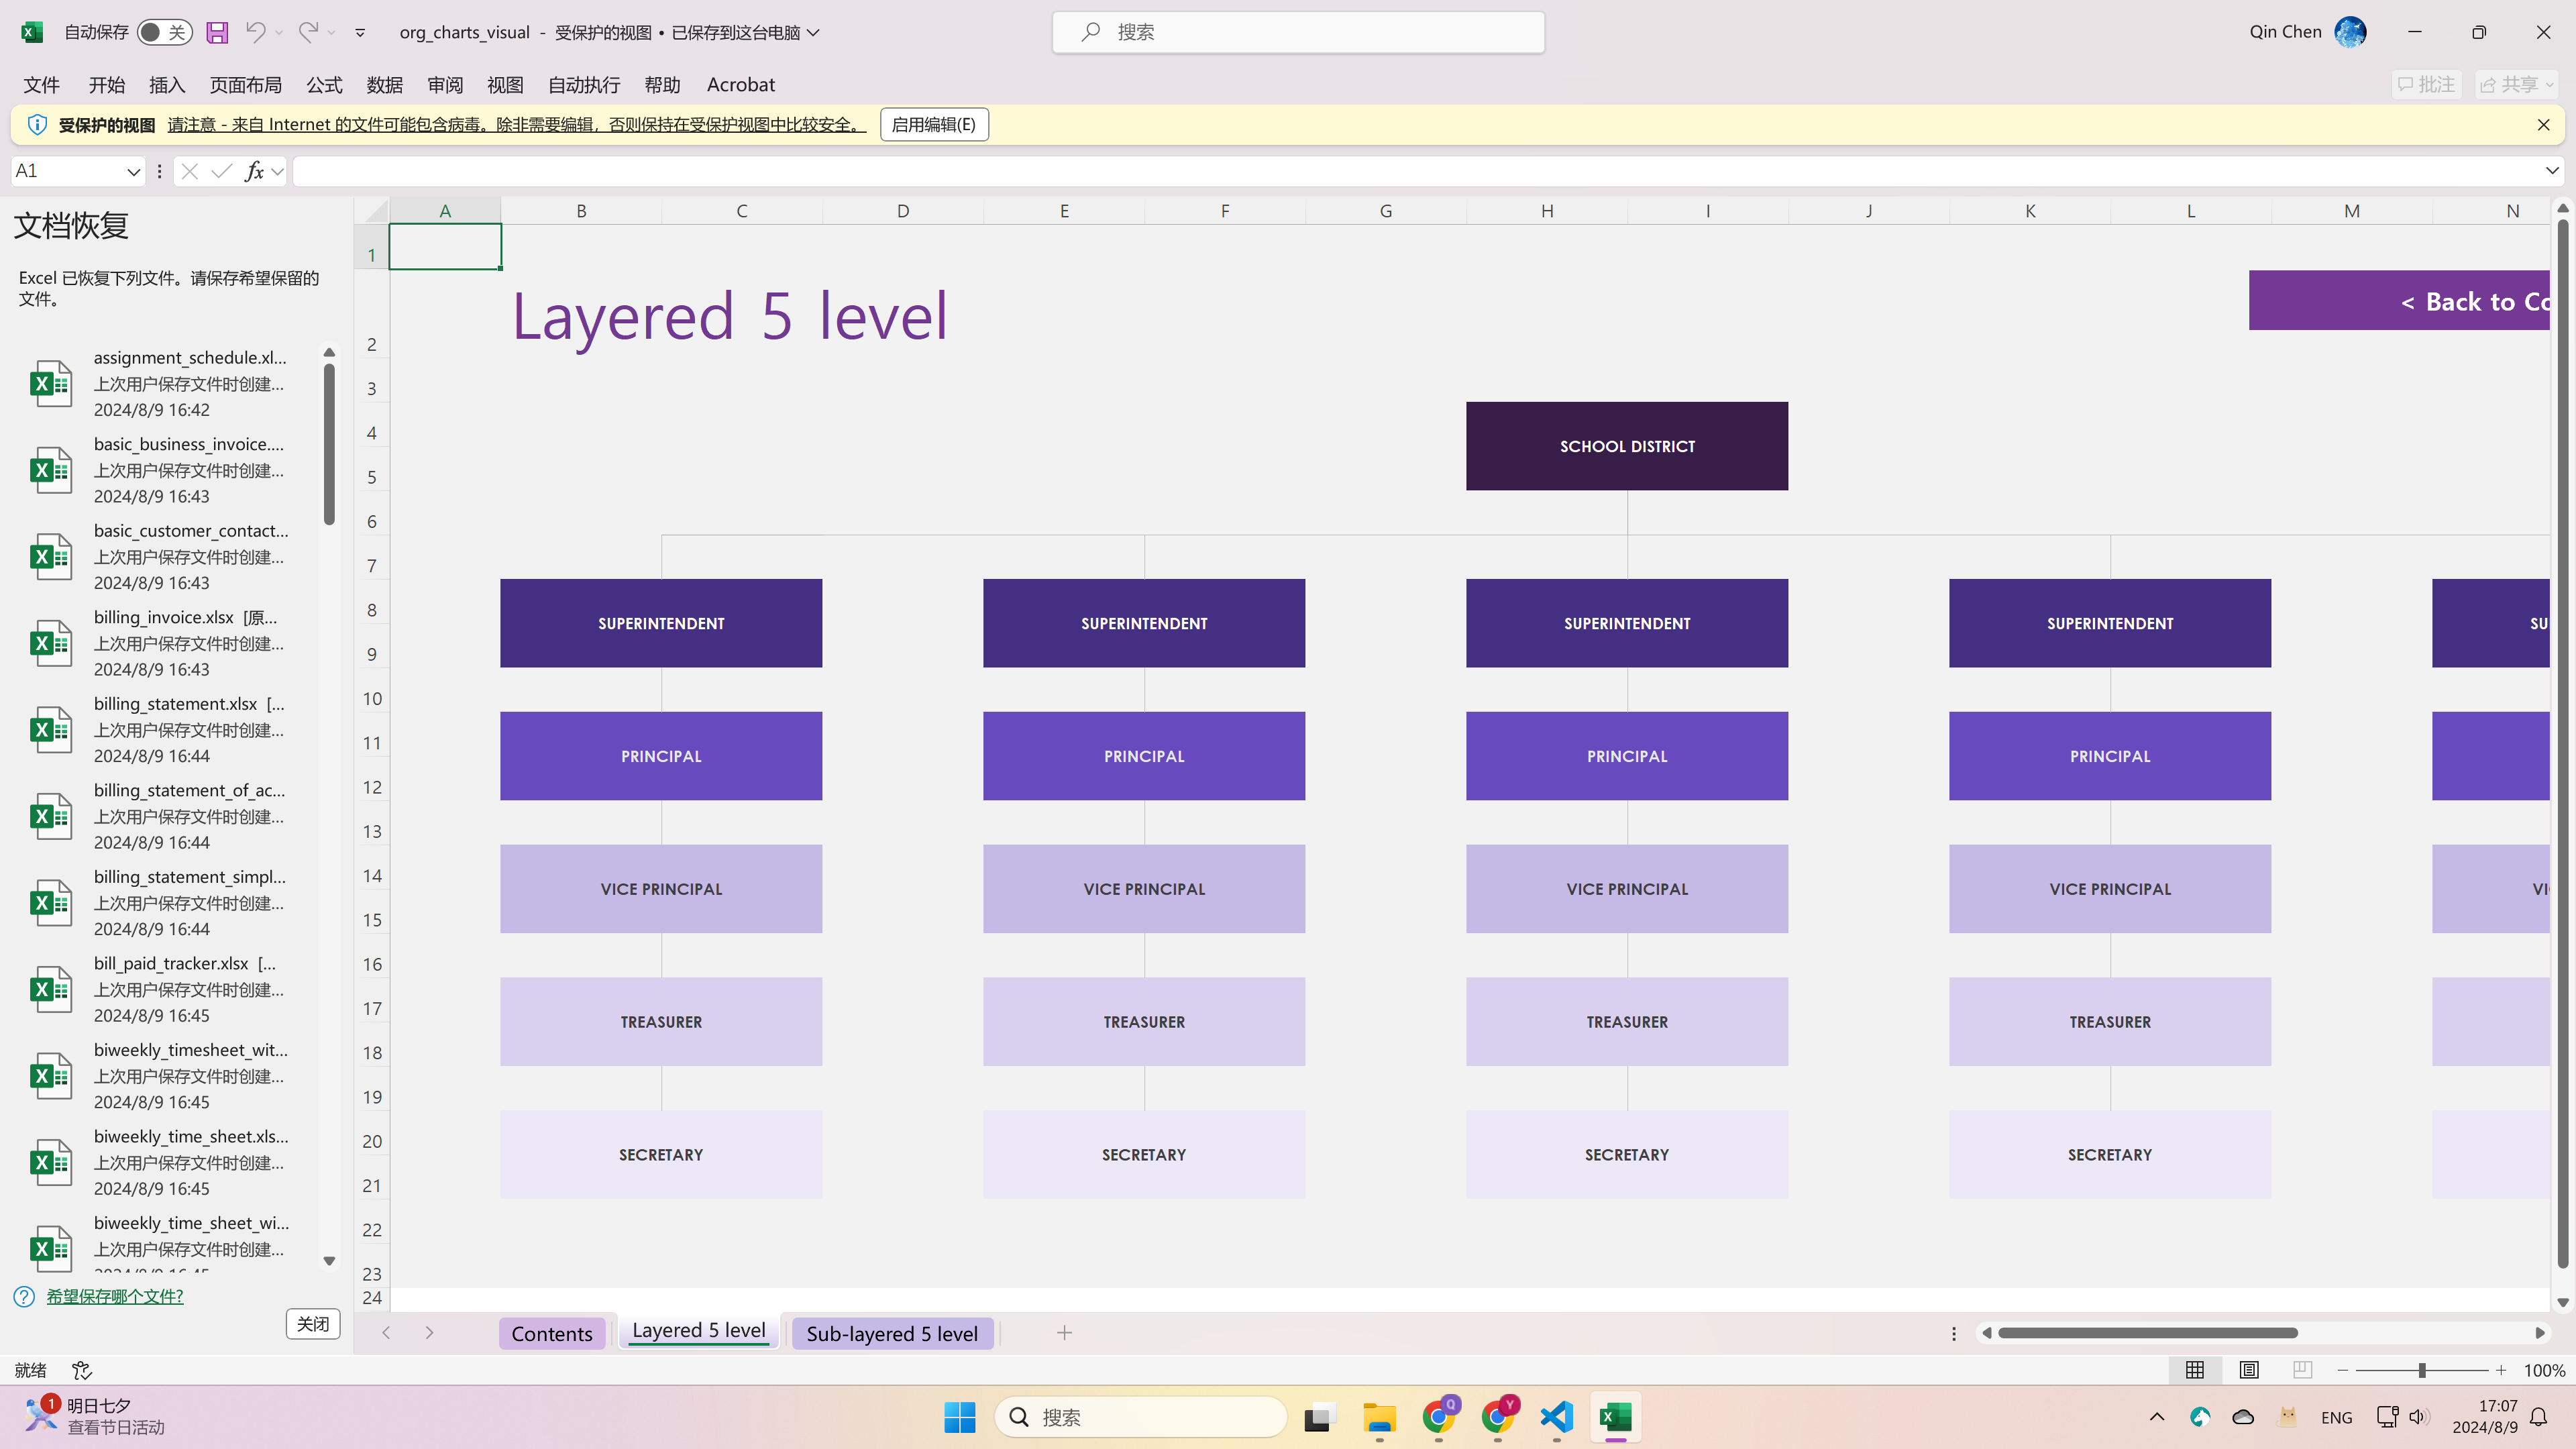 自动保存 关 org_charts_visual - 受保护的视图 • 已保存到这台电脑 搜索 Qin Chen
文件 开始 插入 页面布局 公式 数据 审阅 视图 自动执行 帮助 Acrobat 批注 共享
受保护的视图 请注意 - 来自 Internet 的文件可能包含病毒。除非需要编辑，否则保持在受保护视图中比较安全。 启用编辑(E)
A1 fx
文档恢复
Excel 已恢复下列文件。请保存希望保留的
文件。
assignment_schedule.xl...
上次用户保存文件时创建...
2024/8/9 16:42
basic_business_invoice....
上次用户保存文件时创建...
2024/8/9 16:43
basic_customer_contact...
上次用户保存文件时创建...
2024/8/9 16:43
billing_invoice.xlsx [原...
上次用户保存文件时创建...
2024/8/9 16:43
billing_statement.xlsx [...
上次用户保存文件时创建...
2024/8/9 16:44
billing_statement_of_ac...
上次用户保存文件时创建...
2024/8/9 16:44
billing_statement_simpl...
上次用户保存文件时创建...
2024/8/9 16:44
bill_paid_tracker.xlsx [...
上次用户保存文件时创建...
2024/8/9 16:45
biweekly_timesheet_wit...
上次用户保存文件时创建...
2024/8/9 16:45
biweekly_time_sheet.xls...
上次用户保存文件时创建...
2024/8/9 16:45
biweekly_time_sheet_wi...
上次用户保存文件时创建...
希望保存哪个文件?
关闭
A B C D E F G H I J K L M N
1
2
3
4
5
6
7
8
9
10
11
12
13
14
15
16
17
18
19
20
21
22
23
24
Layered 5 level
< Back to Co
SCHOOL DISTRICT
SUPERINTENDENT SUPERINTENDENT SUPERINTENDENT SUPERINTENDENT SU
PRINCIPAL PRINCIPAL PRINCIPAL PRINCIPAL
VICE PRINCIPAL VICE PRINCIPAL VICE PRINCIPAL VICE PRINCIPAL VI
TREASURER TREASURER TREASURER TREASURER
SECRETARY SECRETARY SECRETARY SECRETARY
Contents Layered 5 level Sub-layered 5 level
就绪 100%
1 明日七夕
查看节日活动
搜索
Q Y
ENG
17:07
2024/8/9